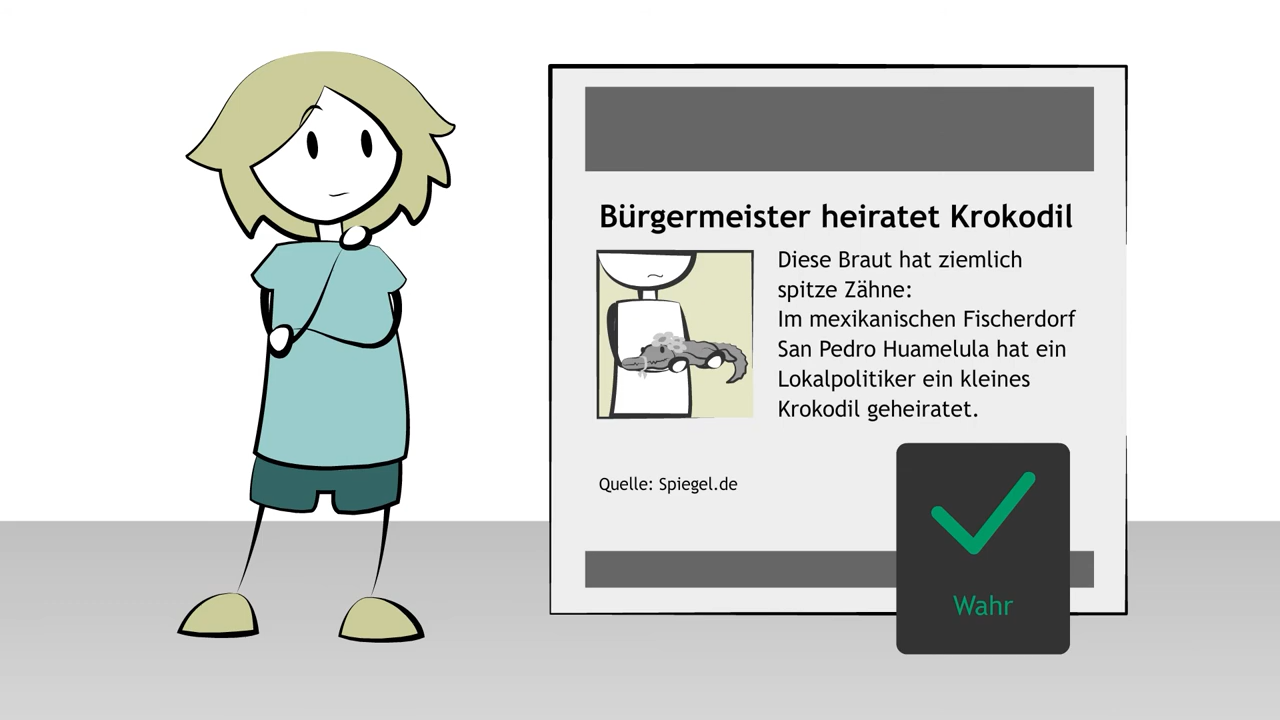 Bürgermeister heiratet Krokodil
Diese Braut hat ziemlich
spitze Zähne:
Im mexikanischen Fischerdorf
San Pedro Huamelula hat ein
Lokalpolitiker ein kleines
Krokodil geheiratet.
Quelle: Spiegel.de
Wahr